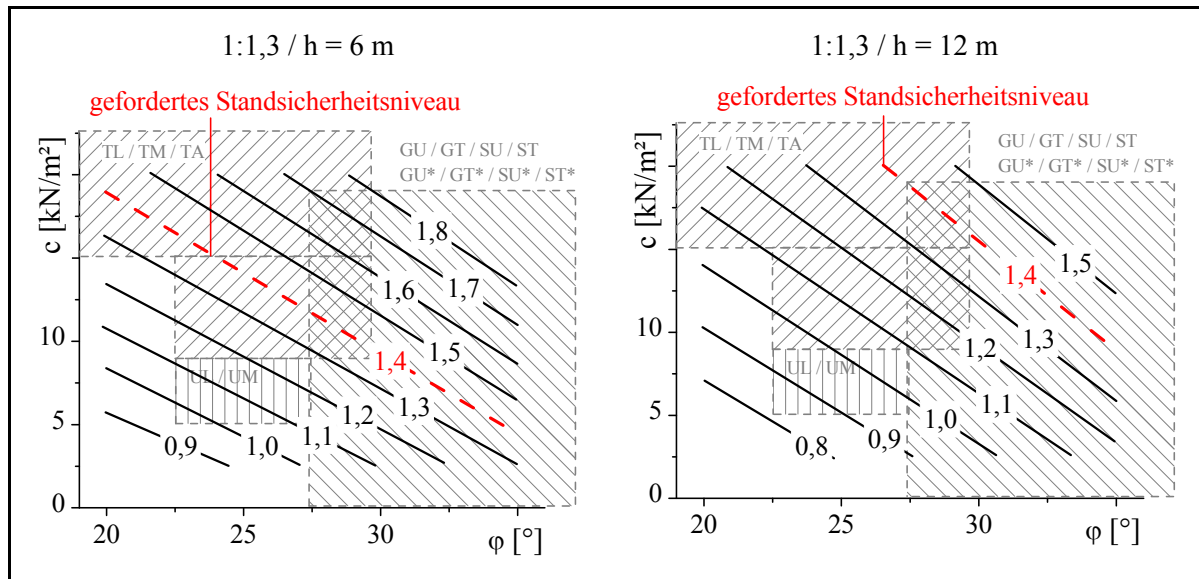 1:1,3 / h = 6 m
gefordertes Standsicherheitsniveau
c [kN/m²]
TL / TM / TA
GU / GT / SU / ST
GU* / GT* / SU* / ST*
1,8
1,7
1,6
1,5
1,4
1,3
1,2
1,1
1,0
0,9
UL / UM
10
5
0
20
25
30
φ [°]
1:1,3 / h = 12 m
gefordertes Standsicherheitsniveau
c [kN/m²]
TL / TM / TA
GU / GT / SU / ST
GU* / GT* / SU* / ST*
1,5
1,4
1,3
1,2
1,1
1,0
0,9
0,8
UL / UM
10
5
0
20
25
30
φ [°]